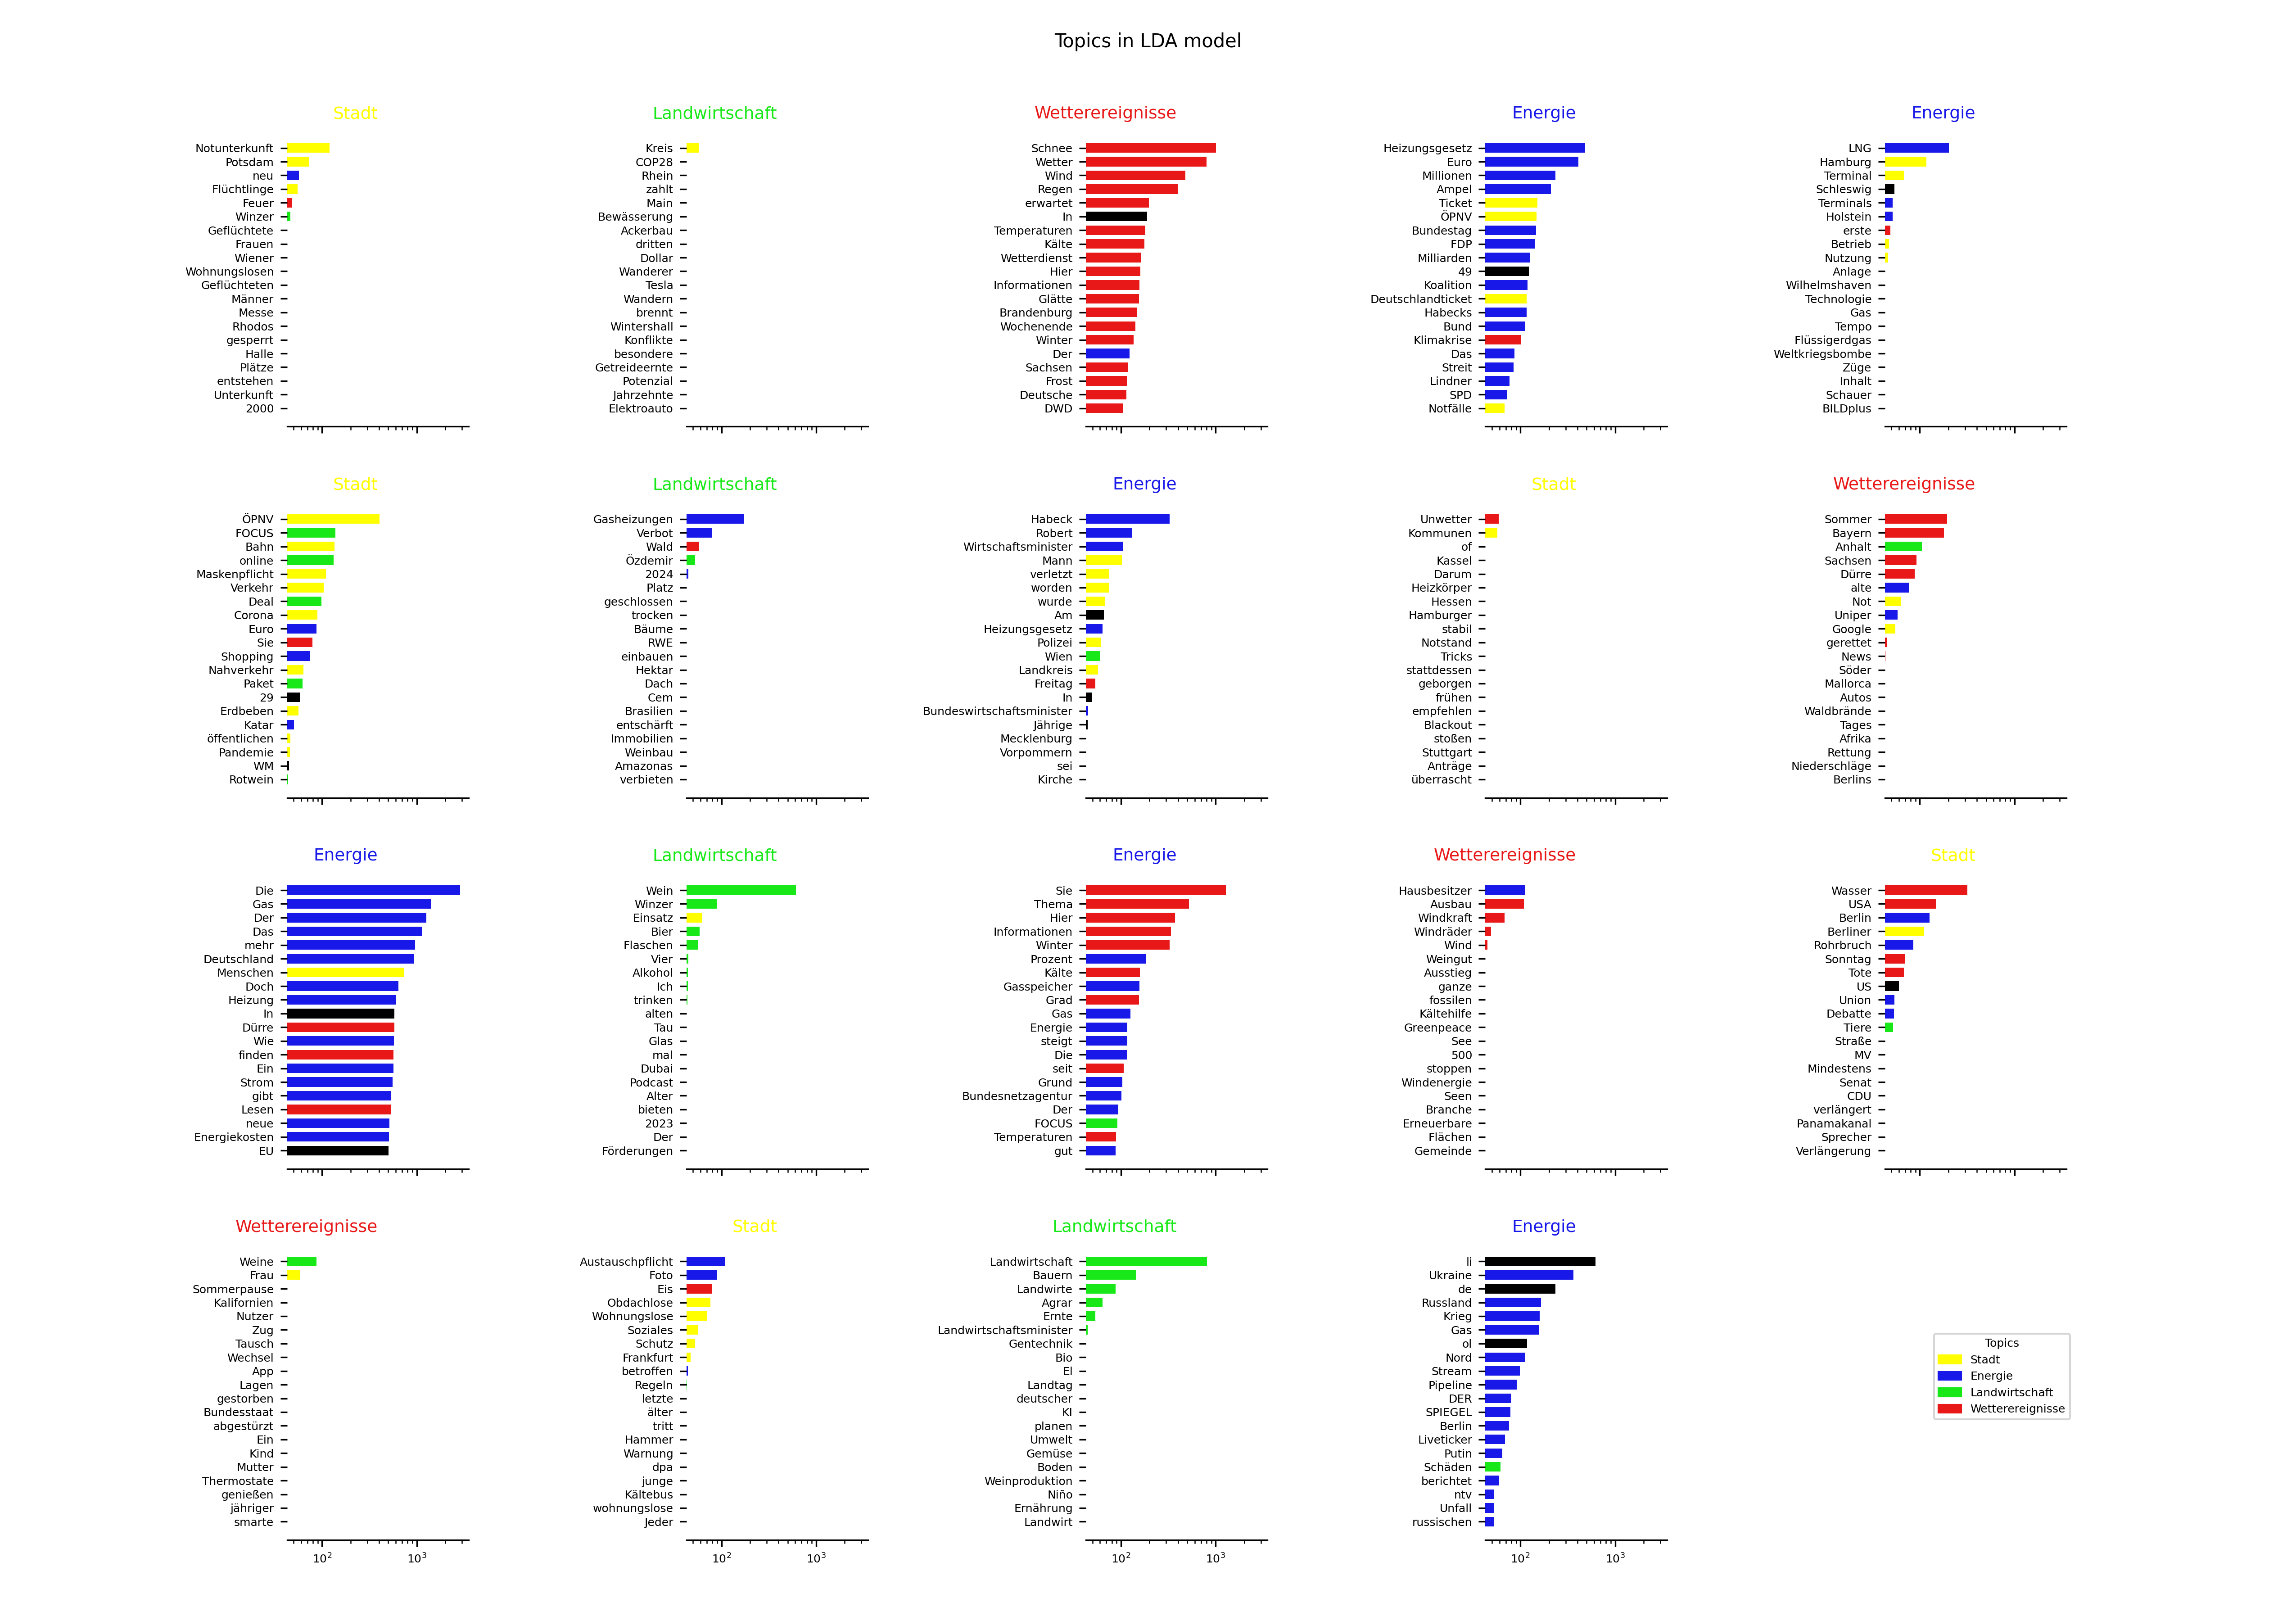 Topics in LDA model
Stadt
Notunterkunft
Potsdam
neu
Flüchtlinge
Feuer
Winzer
Geflüchtete
Frauen
Wiener
Wohnungslosen
Geflüchteten
Männer
Messe
Rhodos
gesperrt
Halle
Plätze
entstehen
Unterkunft
2000
Landwirtschaft
Kreis
COP28
Rhein
zahlt
Main
Bewässerung
Ackerbau
dritten
Dollar
Wanderer
Tesla
Wandern
brennt
Wintershall
Konflikte
besondere
Getreideernte
Potenzial
Jahrzehnte
Elektroauto
Wetterereignisse
Schnee
Wetter
Wind
Regen
erwartet
In
Temperaturen
Kälte
Wetterdienst
Hier
Informationen
Glätte
Brandenburg
Wochenende
Winter
Der
Sachsen
Frost
Deutsche
DWD
Energie
Heizungsgesetz
Euro
Millionen
Ampel
Ticket
ÖPNV
Bundestag
FDP
Milliarden
49
Koalition
Deutschlandticket
Habecks
Bund
Klimakrise
Das
Streit
Lindner
SPD
Notfälle
Energie
LNG
Hamburg
Terminal
Schleswig
Terminals
Holstein
erste
Betrieb
Nutzung
Anlage
Wilhelmshaven
Technologie
Gas
Tempo
Flüssigerdgas
Weltkriegsbombe
Züge
Inhalt
Schauer
BILDplus
Stadt
ÖPNV
FOCUS
Bahn
online
Maskenpflicht
Verkehr
Deal
Corona
Euro
Sie
Shopping
Nahverkehr
Paket
29
Erdbeben
Katar
öffentlichen
Pandemie
WM
Rotwein
Landwirtschaft
Gasheizungen
Verbot
Wald
Özdemir
2024
Platz
geschlossen
trocken
Bäume
RWE
einbauen
Hektar
Dach
Cem
Brasilien
entschärft
Immobilien
Weinbau
Amazonas
verbieten
Energie
Habeck
Robert
Wirtschaftsminister
Mann
verletzt
worden
wurde
Am
Heizungsgesetz
Polizei
Wien
Landkreis
Freitag
In
Bundeswirtschaftsminister
Jährige
Mecklenburg
Vorpommern
sei
Kirche
Stadt
Unwetter
Kommunen
of
Kassel
Darum
Heizkörper
Hessen
Hamburger
stabil
Notstand
Tricks
stattdessen
geborgen
frühen
empfehlen
Blackout
stoßen
Stuttgart
Anträge
überrascht
Wetterereignisse
Sommer
Bayern
Anhalt
Sachsen
Dürre
alte
Not
Uniper
Google
gerettet
News
Söder
Mallorca
Autos
Waldbrände
Tages
Afrika
Rettung
Niederschläge
Berlins
Energie
Die
Gas
Der
Das
mehr
Deutschland
Menschen
Doch
Heizung
In
Dürre
Wie
finden
Ein
Strom
gibt
Lesen
neue
Energiekosten
EU
Landwirtschaft
Wein
Winzer
Einsatz
Bier
Flaschen
Vier
Alkohol
Ich
trinken
alten
Tau
Glas
mal
Dubai
Podcast
Alter
bieten
2023
Der
Förderungen
Energie
Sie
Thema
Hier
Informationen
Winter
Prozent
Kälte
Gasspeicher
Grad
Gas
Energie
steigt
Die
seit
Grund
Bundesnetzagentur
Der
FOCUS
Temperaturen
gut
Wetterereignisse
Hausbesitzer
Ausbau
Windkraft
Windräder
Wind
Weingut
Ausstieg
ganze
fossilen
Kältehilfe
Greenpeace
See
500
stoppen
Windenergie
Seen
Branche
Erneuerbare
Flächen
Gemeinde
Stadt
Wasser
USA
Berlin
Berliner
Rohrbruch
Sonntag
Tote
US
Union
Debatte
Tiere
Straße
MV
Mindestens
Senat
CDU
verlängert
Panamakanal
Sprecher
Verlängerung
Wetterereignisse
Weine
Frau
Sommerpause
Kalifornien
Nutzer
Zug
Tausch
Wechsel
App
Lagen
gestorben
Bundesstaat
abgestürzt
Ein
Kind
Mutter
Thermostate
genießen
jähriger
smarte
10² 10³
Stadt
Austauschpflicht
Foto
Eis
Obdachlose
Wohnungslose
Soziales
Schutz
Frankfurt
betroffen
Regeln
letzte
älter
tritt
Hammer
Warnung
dpa
junge
Kältebus
wohnungslose
Jeder
10² 10³
Landwirtschaft
Landwirtschaft
Bauern
Landwirte
Agrar
Ernte
Landwirtschaftsminister
Gentechnik
Bio
El
Landtag
deutscher
KI
planen
Umwelt
Gemüse
Boden
Weinproduktion
Niño
Ernährung
Landwirt
10² 10³
Energie
li
Ukraine
de
Russland
Krieg
Gas
ol
Nord
Stream
Pipeline
DER
SPIEGEL
Berlin
Liveticker
Putin
Schäden
berichtet
ntv
Unfall
russischen
10² 10³
Topics
Stadt
Energie
Landwirtschaft
Wetterereignisse